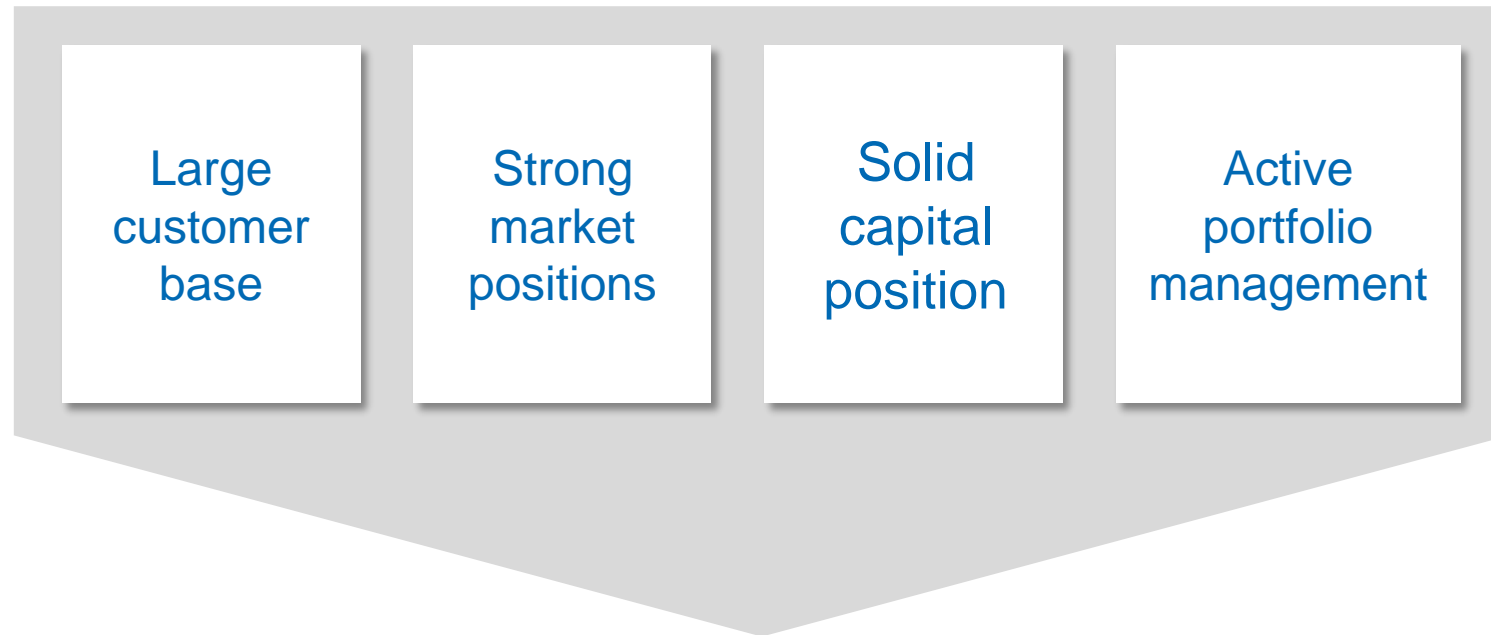 Large
customer
base
Strong
market
positions
Solid
capital
position
Active
portfolio
management